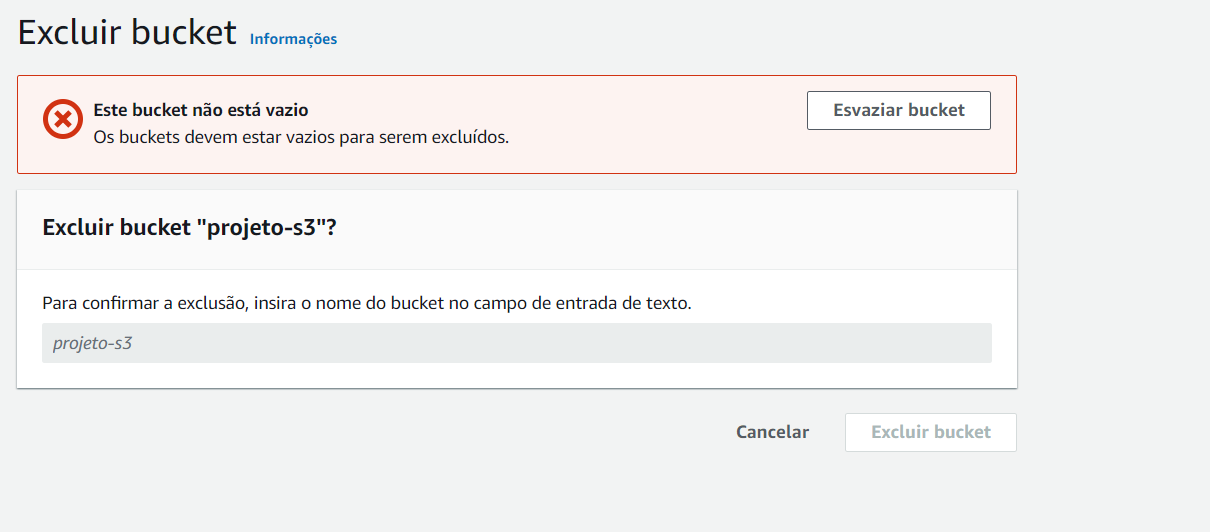 Excluir bucket Informações
Este bucket não está vazio
Esvaziar bucket
Os buckets devem estar vazios para serem excluídos.
Excluir bucket "projeto-s3"?
Para confirmar a exclusão, insira o nome do bucket no campo de entrada de texto.
projeto-s3
Cancelar
Excluir bucket